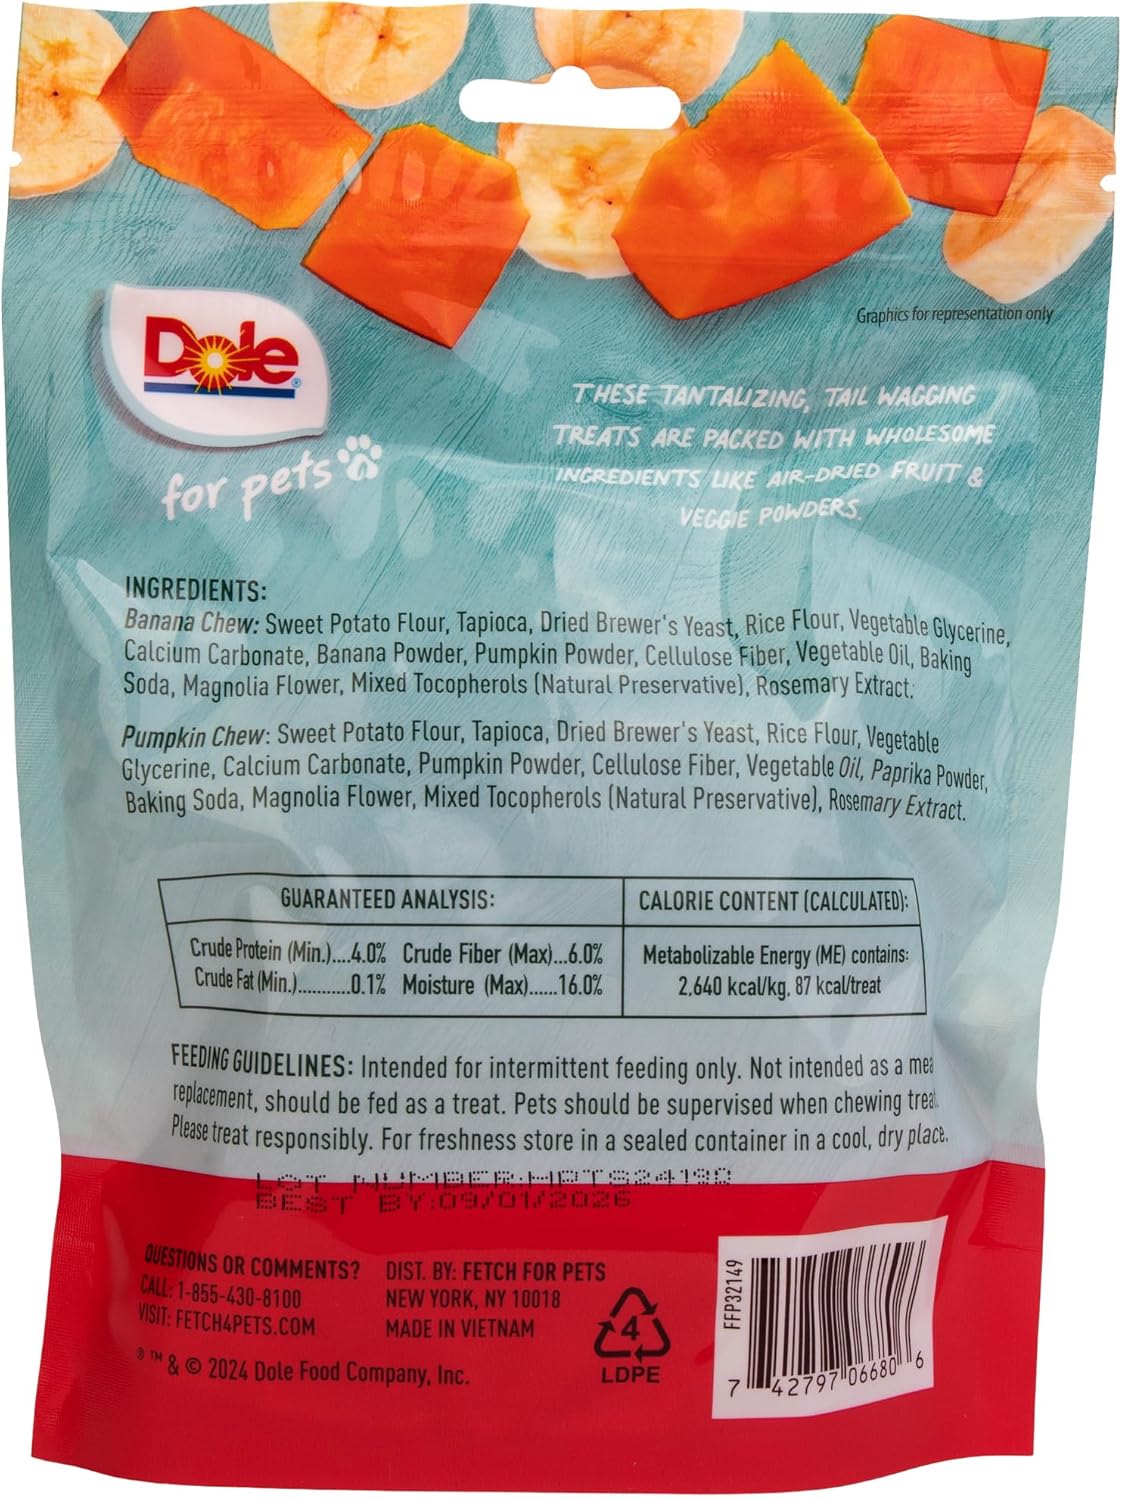 Graphics for representation only
Dole®
for pets
THESE TANTALIZING, TAIL WAGGING
TREATS ARE PACKED WITH WHOLESOME
INGREDIENTS LIKE AIR-DRIED FRUIT &
VEGGIE POWDERS.
INGREDIENTS:
Banana Chew: Sweet Potato Flour, Tapioca, Dried Brewer's Yeast, Rice Flour, Vegetable Glycerine,
Calcium Carbonate, Banana Powder, Pumpkin Powder, Cellulose Fiber, Vegetable Oil, Baking
Soda, Magnolia Flower, Mixed Tocopherols (Natural Preservative), Rosemary Extract.
Pumpkin Chew: Sweet Potato Flour, Tapioca, Dried Brewer's Yeast, Rice Flour, Vegetable
Glycerine, Calcium Carbonate, Pumpkin Powder, Cellulose Fiber, Vegetable Oil, Paprika Powder,
Baking Soda, Magnolia Flower, Mixed Tocopherols (Natural Preservative), Rosemary Extract.
GUARANTEED ANALYSIS:
Crude Protein (Min.)....4.0% Crude Fiber (Max)...6.0%
Crude Fat (Min.)...........0.1% Moisture (Max)......16.0%
CALORIE CONTENT (CALCULATED):
Metabolizable Energy (ME) contains:
2,640 kcal/kg, 87 kcal/treat
FEEDING GUIDELINES: Intended for intermittent feeding only. Not intended as a mea
replacement, should be fed as a treat. Pets should be supervised when chewing treat.
Please treat responsibly. For freshness store in a sealed container in a cool, dry place.
LOT NUMBER:HPTS24190
BEST BY:09/01/2026
QUESTIONS OR COMMENTS?
CALL: 1-855-430-8100
VISIT: FETCH4PETS.COM
DIST. BY: FETCH FOR PETS
NEW YORK, NY 10018
MADE IN VIETNAM
® ™ & © 2024 Dole Food Company, Inc.
4
LDPE
FFP32149
7 42797 06680 6